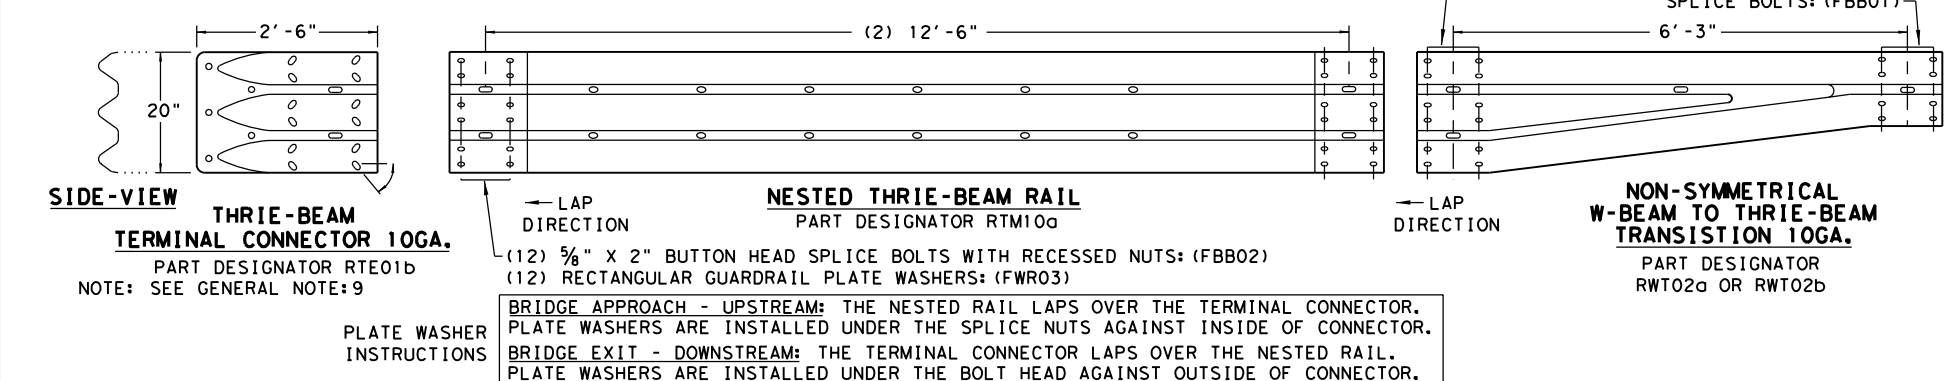 SPLICE BOLTS: (FBB01)
2'-6"
(2) 12'-6"
6'-3"
20"
SIDE-VIEW
THRIE-BEAM
TERMINAL CONNECTOR 10GA.
PART DESIGNATOR RTE01b
NOTE: SEE GENERAL NOTE:9
LAP
DIRECTION
NESTED THRIE-BEAM RAIL
PART DESIGNATOR RTM10a
(12) ⅝" X 2" BUTTON HEAD SPLICE BOLTS WITH RECESSED NUTS:(FBB02)
(12) RECTANGULAR GUARDRAIL PLATE WASHERS:(FWR03)
LAP
DIRECTION
NON-SYMMETRICAL
W-BEAM TO THRIE-BEAM
TRANSISTION 10GA.
PART DESIGNATOR
RWT02a OR RWT02b
PLATE WASHER
INSTRUCTIONS
BRIDGE APPROACH - UPSTREAM: THE NESTED RAIL LAPS OVER THE TERMINAL CONNECTOR.
PLATE WASHERS ARE INSTALLED UNDER THE SPLICE NUTS AGAINST INSIDE OF CONNECTOR.
BRIDGE EXIT - DOWNSTREAM: THE TERMINAL CONNECTOR LAPS OVER THE NESTED RAIL.
PLATE WASHERS ARE INSTALLED UNDER THE BOLT HEAD AGAINST OUTSIDE OF CONNECTOR.